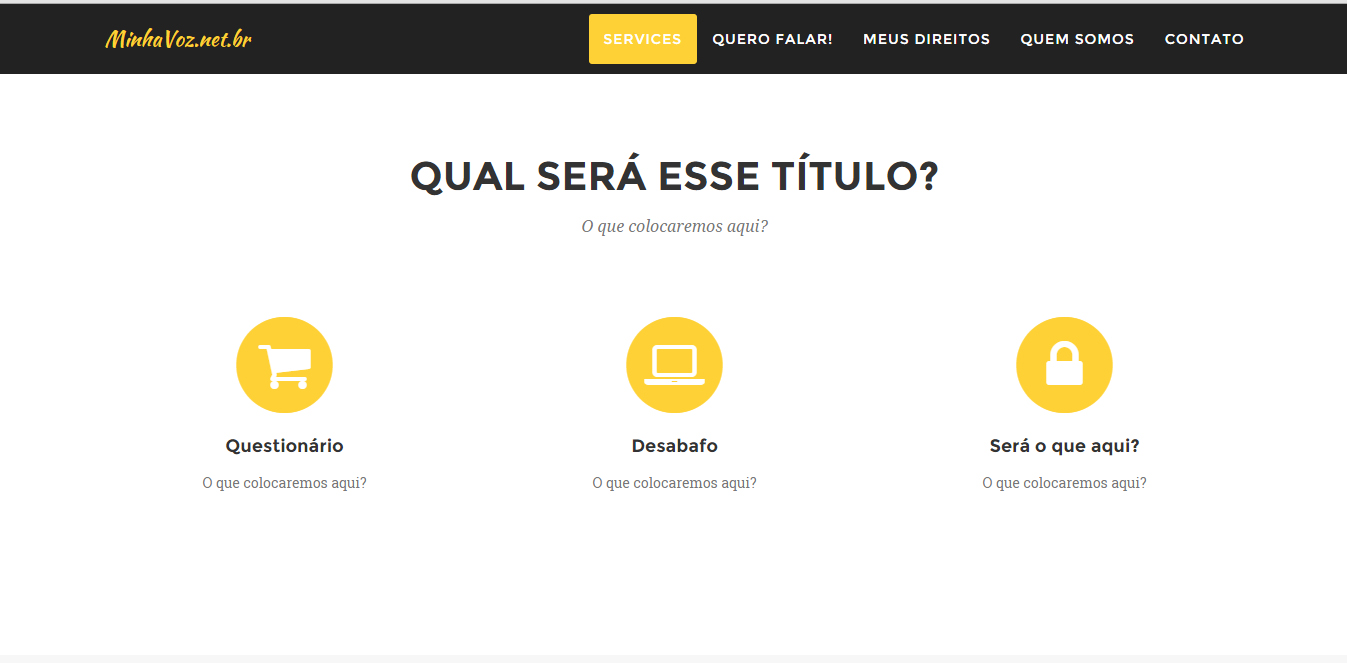 MinhaVoz.net.br
SERVICES QUERO FALAR! MEUS DIREITOS QUEM SOMOS CONTATO
QUAL SERÁ ESSE TÍTULO?
O que colocaremos aqui?
Questionário
O que colocaremos aqui?
Desabafo
O que colocaremos aqui?
Será o que aqui?
O que colocaremos aqui?